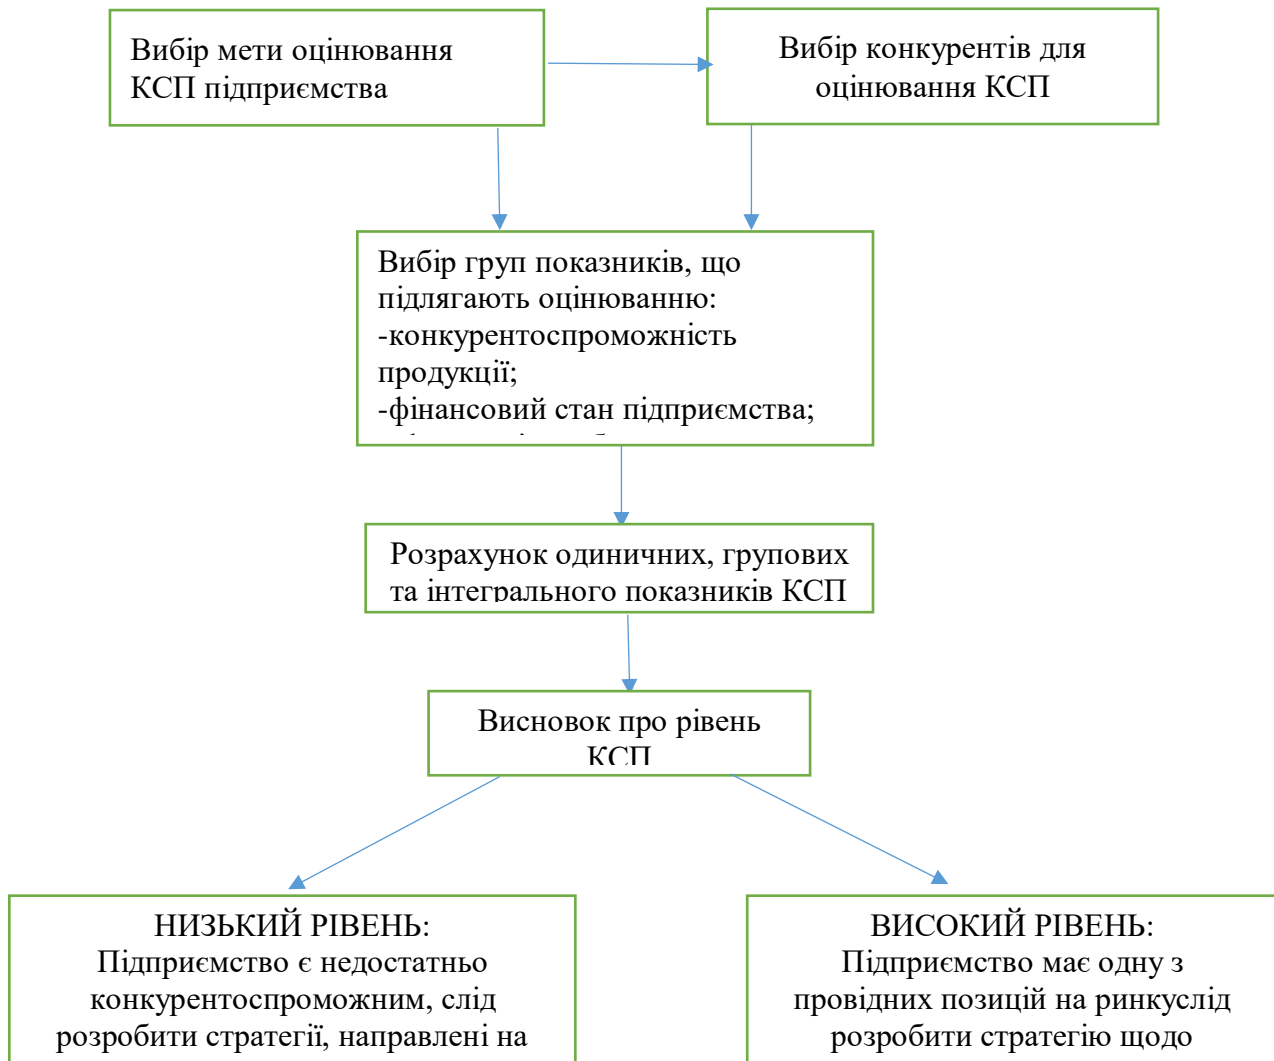 Вибір мети оцінювання
КСП підприємства
Вибір конкурентів для
оцінювання КСП
Вибір груп показників, що
підлягають оцінюванню:
-конкурентоспроможність
продукції;
-фінансовий стан підприємства;
Розрахунок одиничних, групових
та інтегрального показників КСП
Висновок про рівень
КСП
НИЗЬКИЙ РІВЕНЬ:
Підприємство є недостатньо
конкурентоспроможним, слід
розробити стратегії, направлені на
ВИСОКИЙ РІВЕНЬ:
Підприємство має одну з
провідних позицій на ринкуслід
розробити стратегію щодо